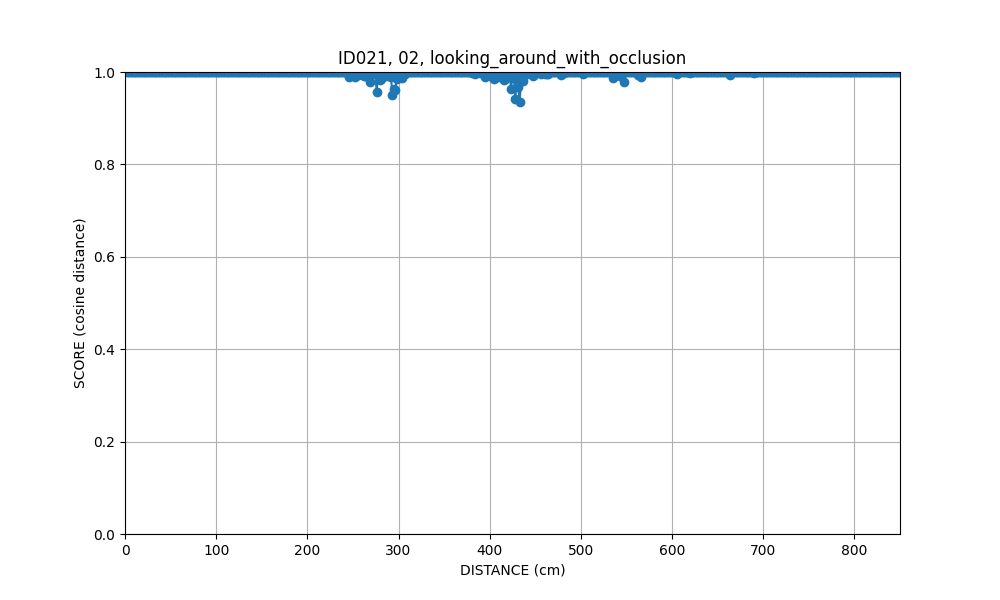 ID021, 02, looking_around_with_occlusion
1.0
0.8
0.6
0.4
0.2
0.0
SCORE (cosine distance)
0 100 200 300 400 500 600 700 800
DISTANCE (cm)